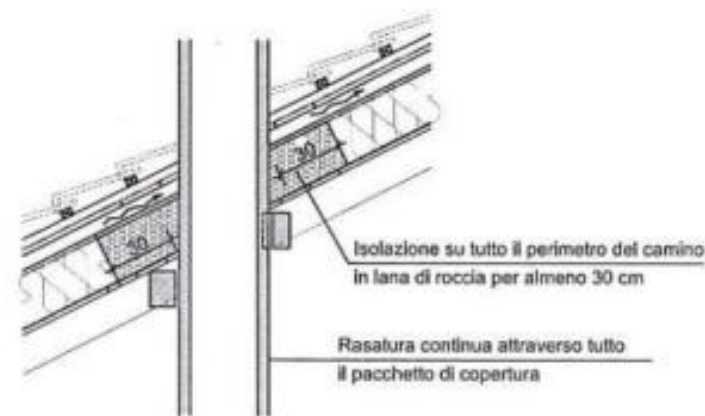 30
30
Isolazione su tutto il perimetro del camino
in lana di roccia per almeno 30 cm
Rasatura continua attraverso tutto
il pacchetto di copertura